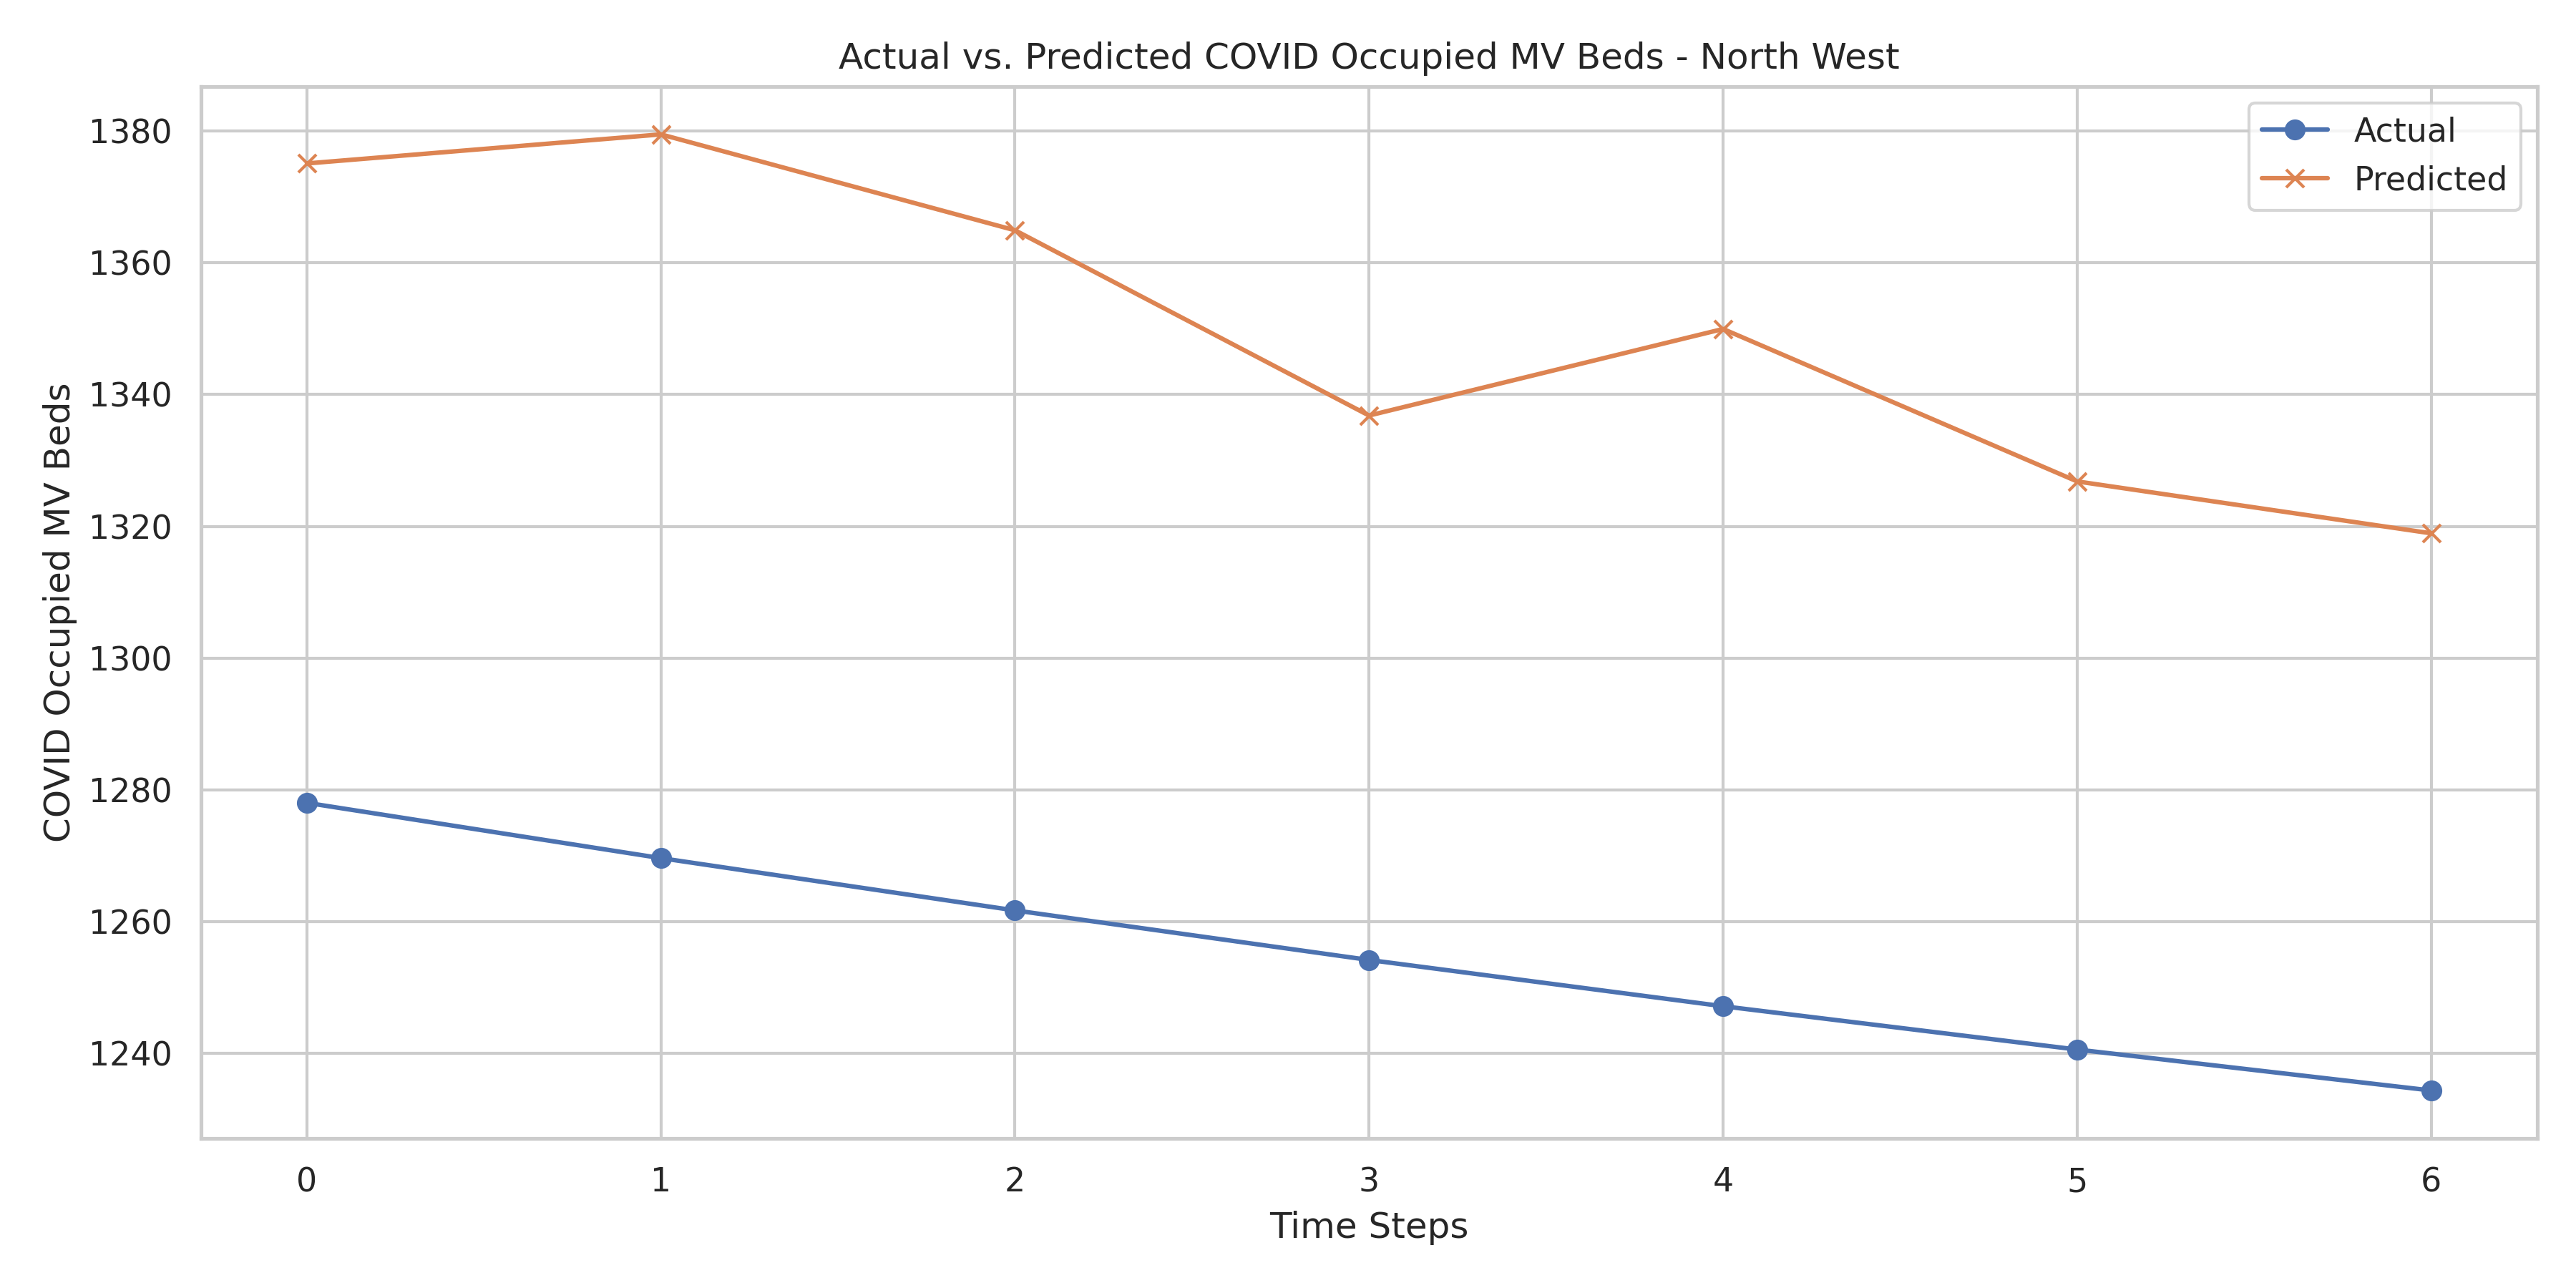 Actual vs. Predicted COVID Occupied MV Beds - North West
COVID Occupied MV Beds
1380
1360
1340
1320
1300
1280
1260
1240
Actual
Predicted
0 1 2 3 4 5 6
Time Steps